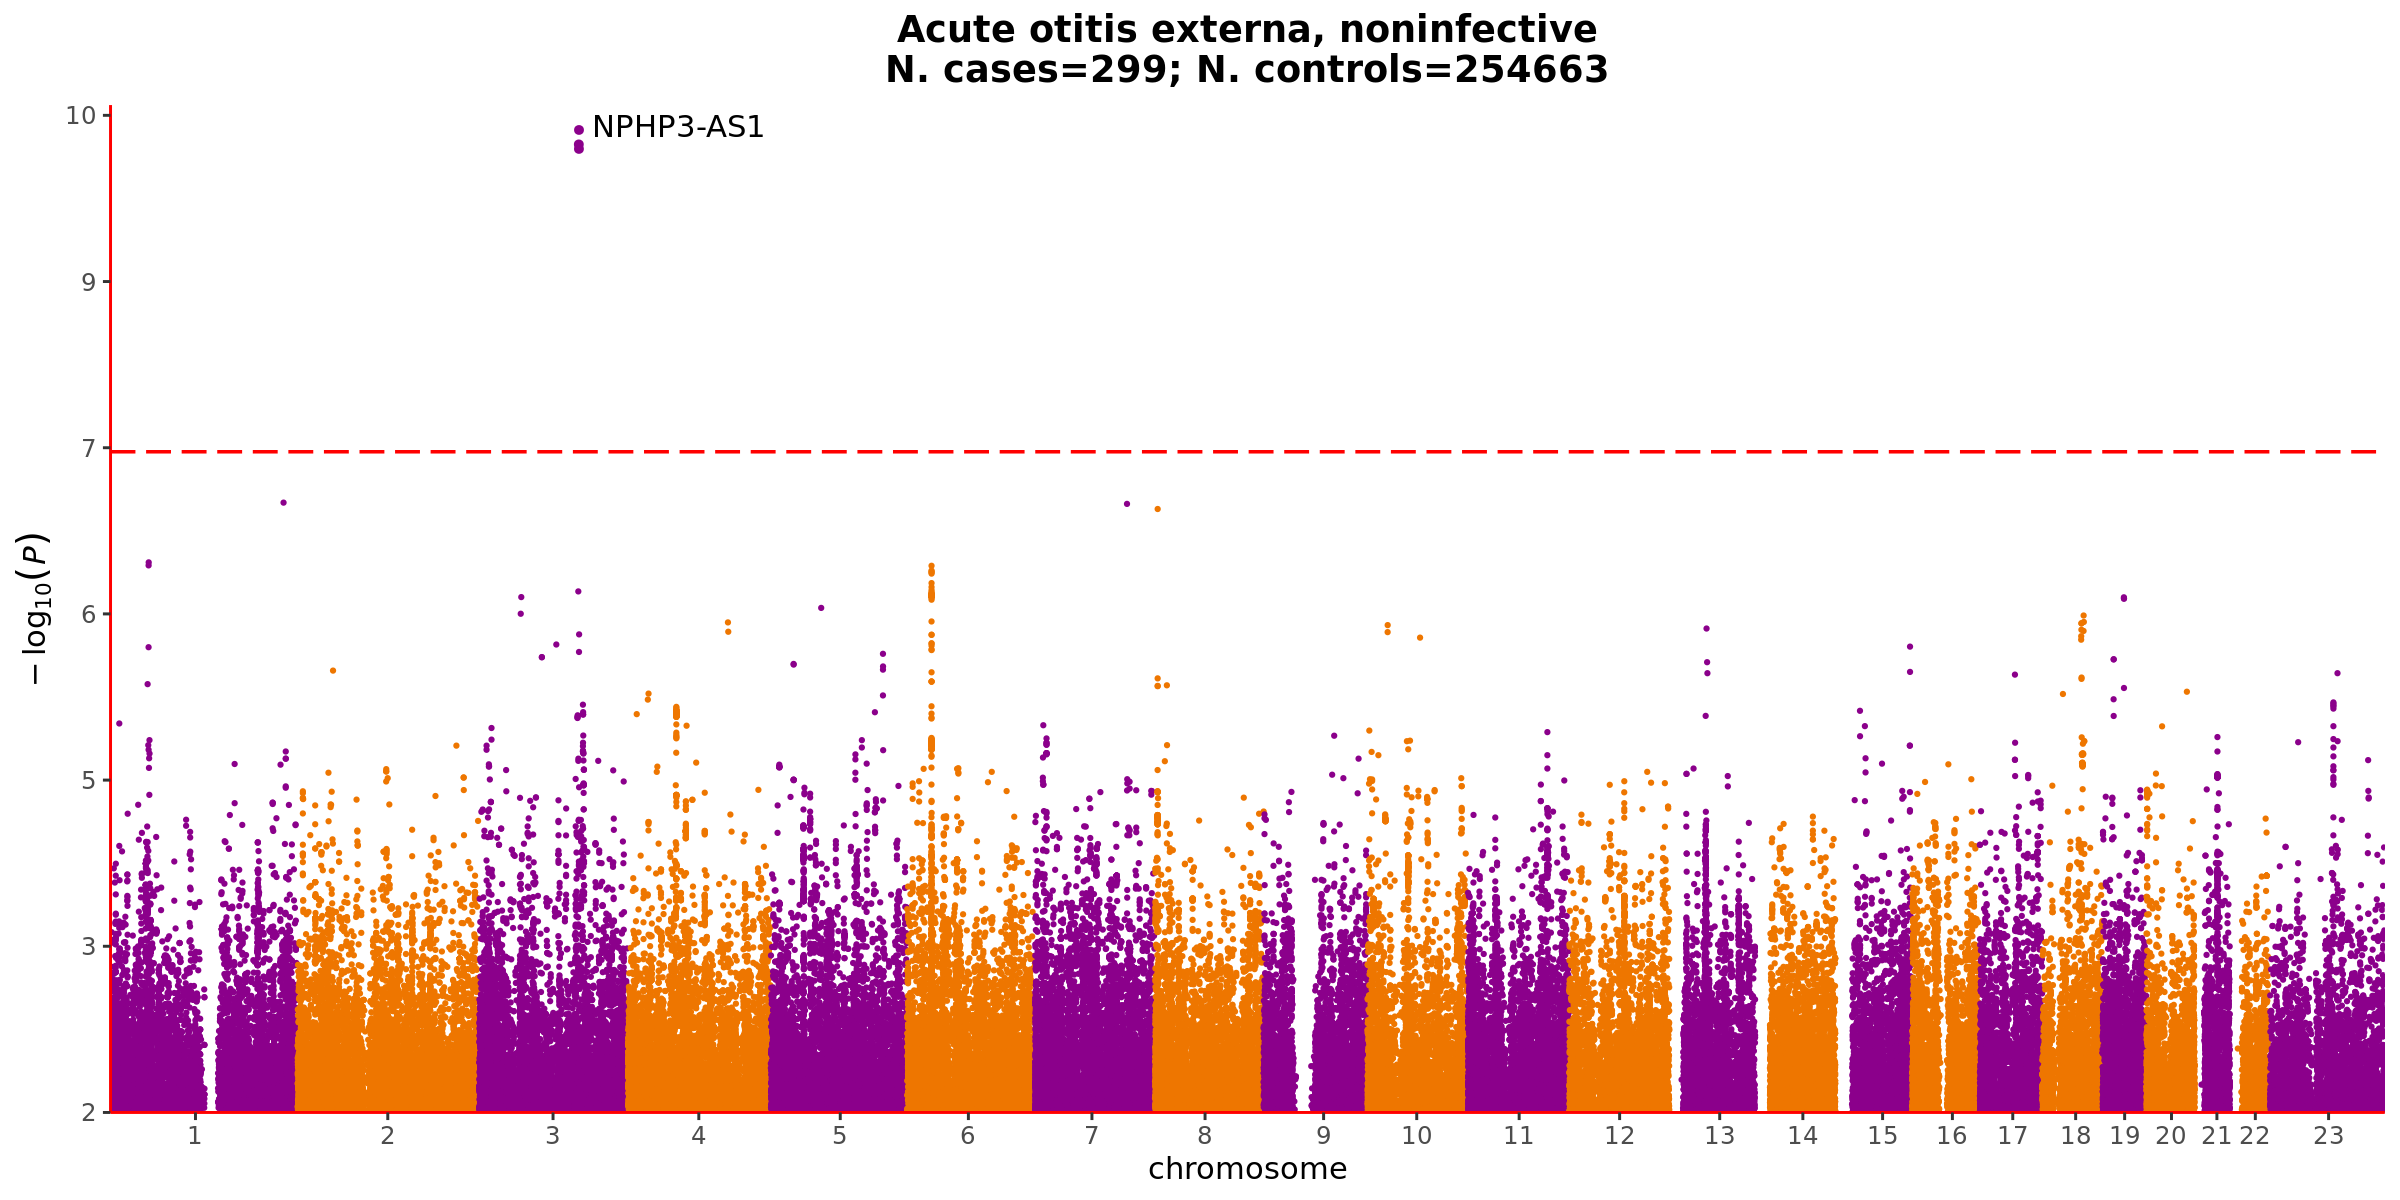 Acute otitis externa, noninfective
N. cases=299; N. controls=254663
10
NPHP3-AS1
9
7
6
5
3
2
− log10(P)
1 2 3 4 5 6 7 8 9 10 11 12 13 14 15 16 17 18 19 20 21 22 23
chromosome